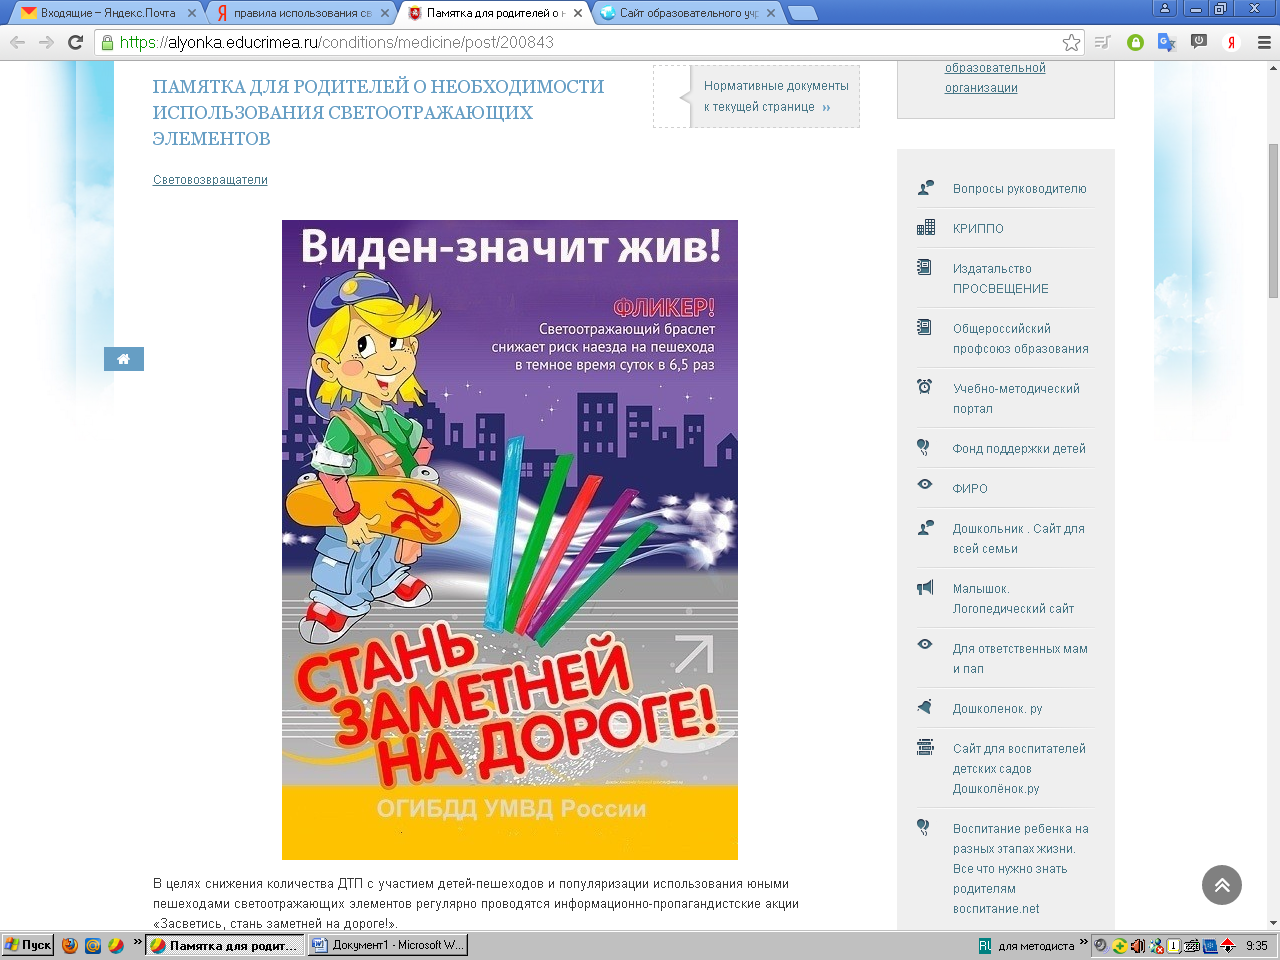 Входящие – Яндекс.Почта
правила использования св
Памятка для родителей о н
Сайт образовательного учр
https://alyonka.educrimea.ru/conditions/medicine/post/200843
ПАМЯТКА ДЛЯ РОДИТЕЛЕЙ О НЕОБХОДИМОСТИ
ИСПОЛЬЗОВАНИЯ СВЕТООТРАЖАЮЩИХ
ЭЛЕМЕНТОВ
Нормативные документы
к текущей странице »
Световозвращатели
Виден-значит жив!
ФЛИКЕР!
Светоотражающий браслет
снижает риск наезда на пешехода
в темное время суток в 6,5 раз
СТАНЬ
ЗАМЕТНЕЙ
НА ДОРОГЕ!
ОГИБДД УМВД России
В целях снижения количества ДТП с участием детей-пешеходов и популяризации использования юными
пешеходами светоотражающих элементов регулярно проводятся информационно-пропагандистские акции
«Засветись, стань заметней на дороге!».
образовательной
организации
Вопросы руководителю
КРИППО
Издательство
ПРОСВЕЩЕНИЕ
Общероссийский
профсоюз образования
Учебно-методический
портал
Фонд поддержки детей
ФИРО
Дошкольник . Сайт для
всей семьи
Малышок.
Логопедический сайт
Для ответственных мам
и пап
Дошколенок. ру
Сайт для воспитателей
детских садов
Дошколёнок.ру
Воспитание ребенка на
разных этапах жизни.
Все что нужно знать
родителям
воспитание.net
Пуск
Памятка для родит...
Документ1 - Microsoft W...
RL
для методиста
9:35